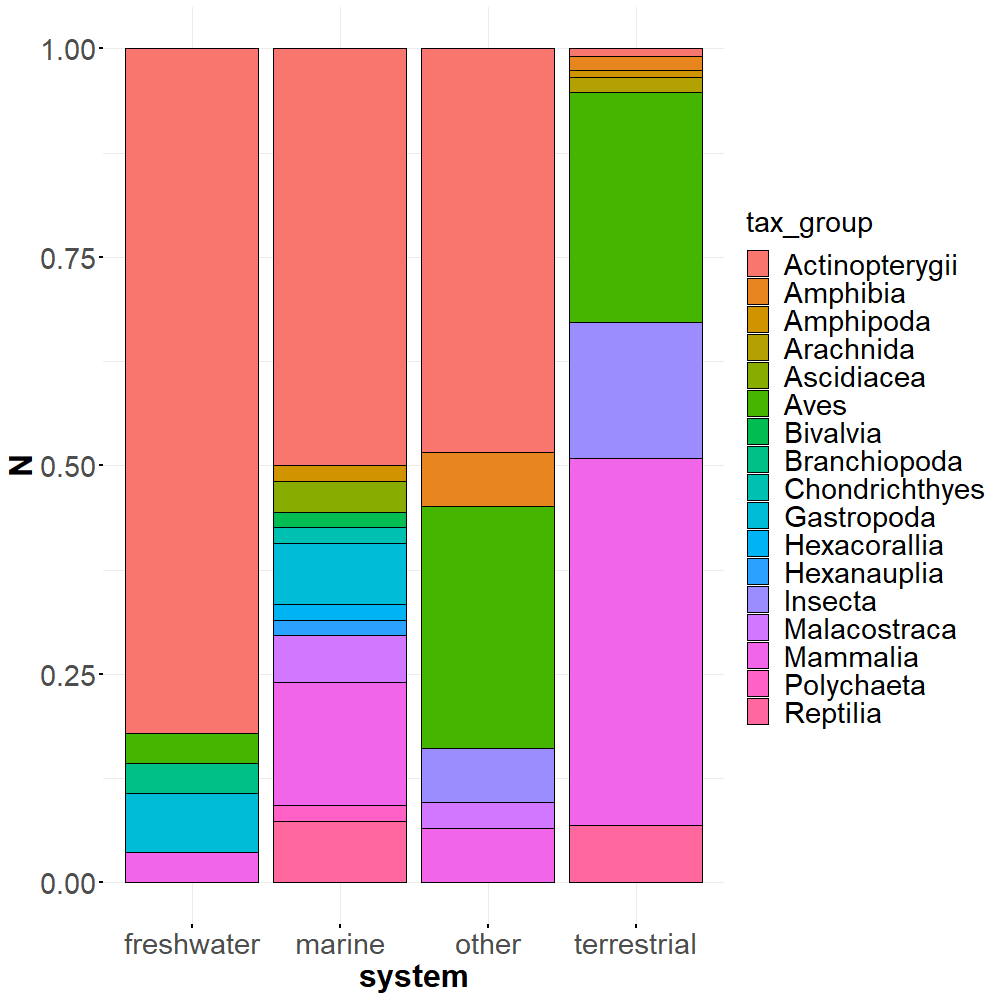 1.00
0.75
0.50
0.25
0.00
N
freshwater marine other terrestrial
system
tax_group
Actinopterygii
Amphibia
Amphipoda
Arachnida
Ascidiacea
Aves
Bivalvia
Branchiopoda
Chondrichthyes
Gastropoda
Hexacorallia
Hexanauplia
Insecta
Malacostraca
Mammalia
Polychaeta
Reptilia